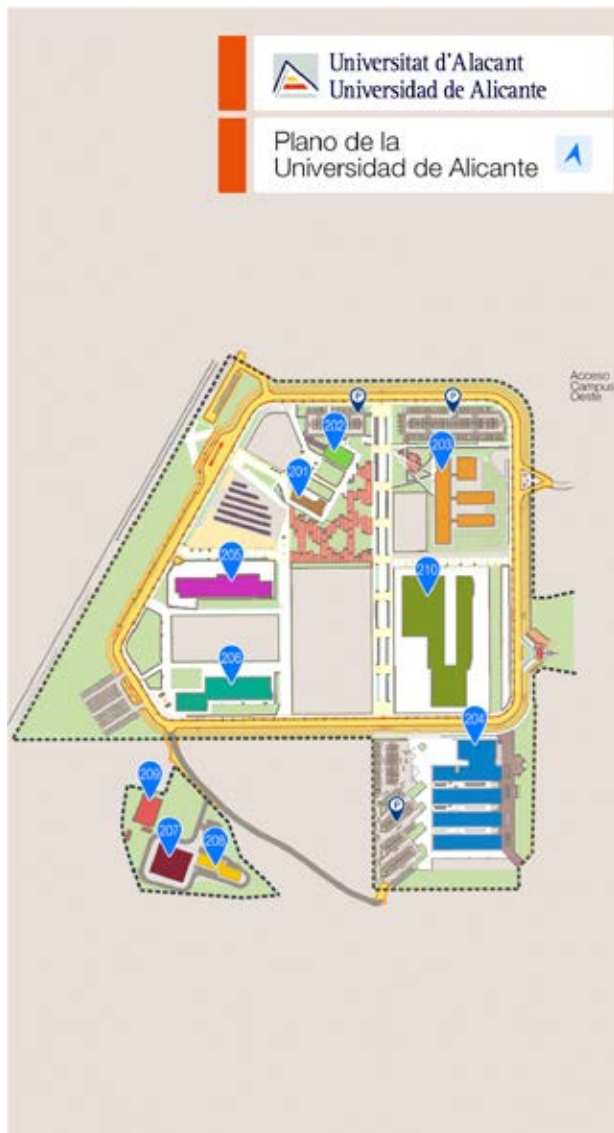 Universitat d'Alacant
Universidad de Alicante
Plano de la
Universidad de Alicante
Acceso
Campus
Oeste
P
P
202
203
201
205
210
206
204
209
P
207
208